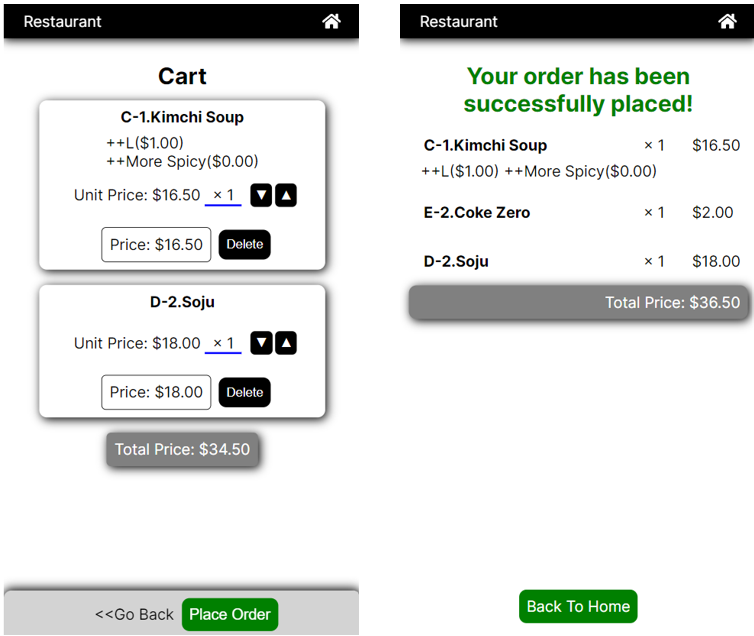 Restaurant
Cart
C-1.Kimchi Soup
++L($1.00)
++More Spicy($0.00)
Unit Price: $16.50 × 1 ▼ ▲
Price: $16.50 Delete
D-2.Soju
Unit Price: $18.00 × 1 ▼ ▲
Price: $18.00 Delete
Total Price: $34.50
<<Go Back Place Order
Restaurant
Your order has been
successfully placed!
C-1.Kimchi Soup × 1 $16.50
++L($1.00) ++More Spicy($0.00)
E-2.Coke Zero × 1 $2.00
D-2.Soju × 1 $18.00
Total Price: $36.50
Back To Home